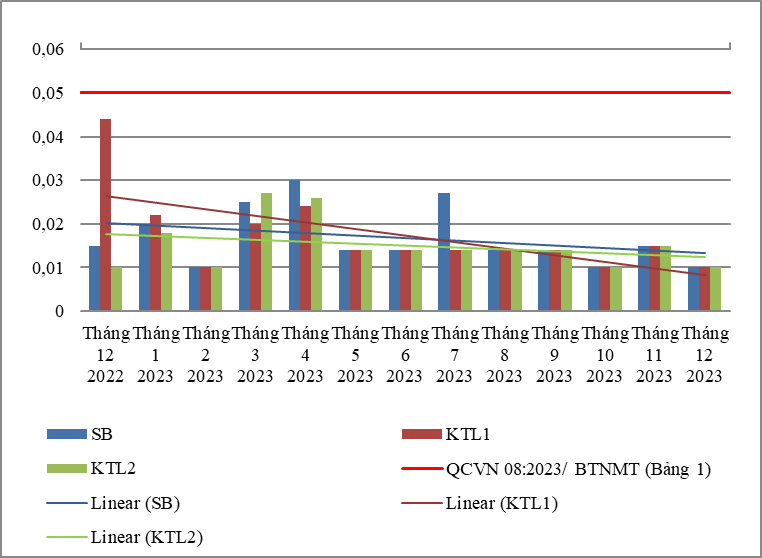 0,06
0,05
0,04
0,03
0,02
0,01
0
Tháng 12 2022
Tháng 1 2023
Tháng 2 2023
Tháng 3 2023
Tháng 4 2023
Tháng 5 2023
Tháng 6 2023
Tháng 7 2023
Tháng 8 2023
Tháng 9 2023
Tháng 10 2023
Tháng 11 2023
Tháng 12 2023
SB
KTL1
KTL2
QCVN 08:2023/ BTNMT (Bảng 1)
Linear (SB)
Linear (KTL1)
Linear (KTL2)